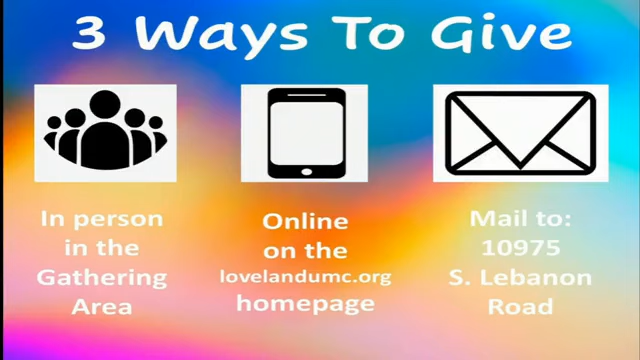 3 Ways To Give
In person
in the
Gathering
Area
Online
on the
lovelandumc.org
homepage
Mail to:
10975
S. Lebanon
Road